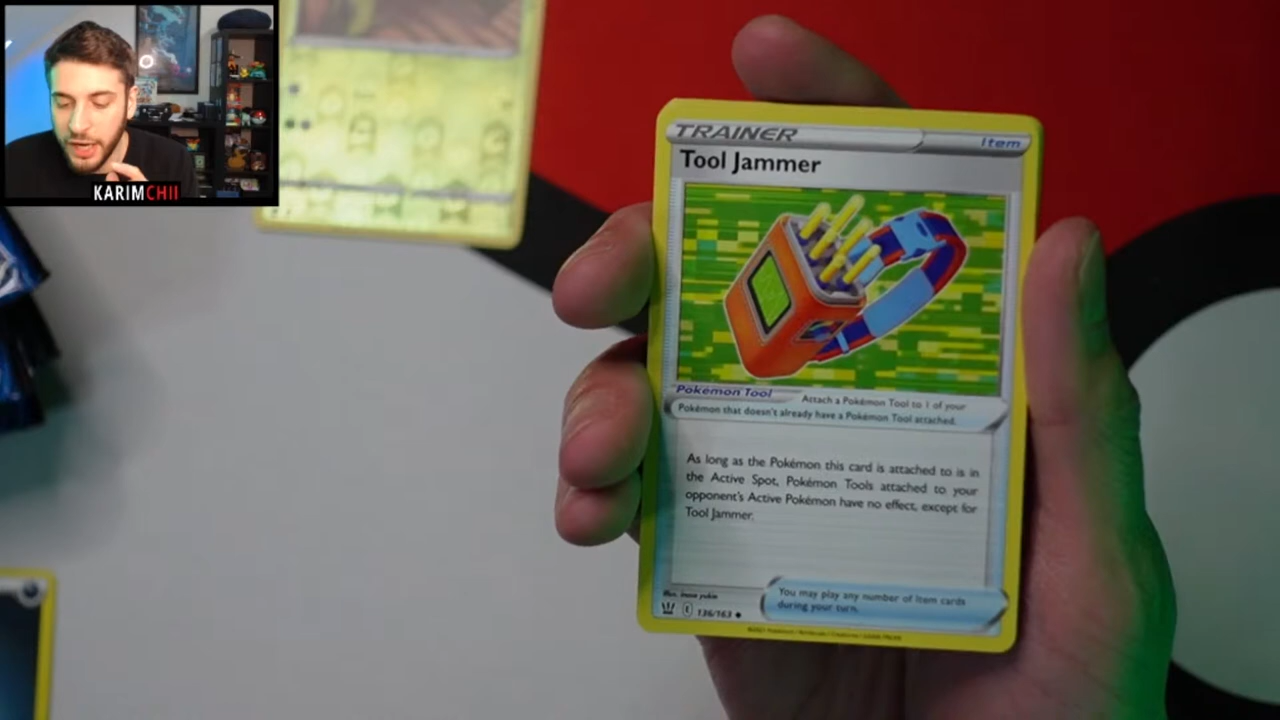 KARIMCHII
TRAINER
Item
Tool Jammer
Pokémon Tool
Attach a Pokémon Tool to 1 of your
Pokémon that doesn't already have a Pokémon Tool attached.
As long as the Pokémon this card is attached to is in
the Active Spot, Pokémon Tools attached to your
opponent's Active Pokémon have no effect, except for
Tool Jammer.
You may play any number of Item cards
during your turn.
136/163